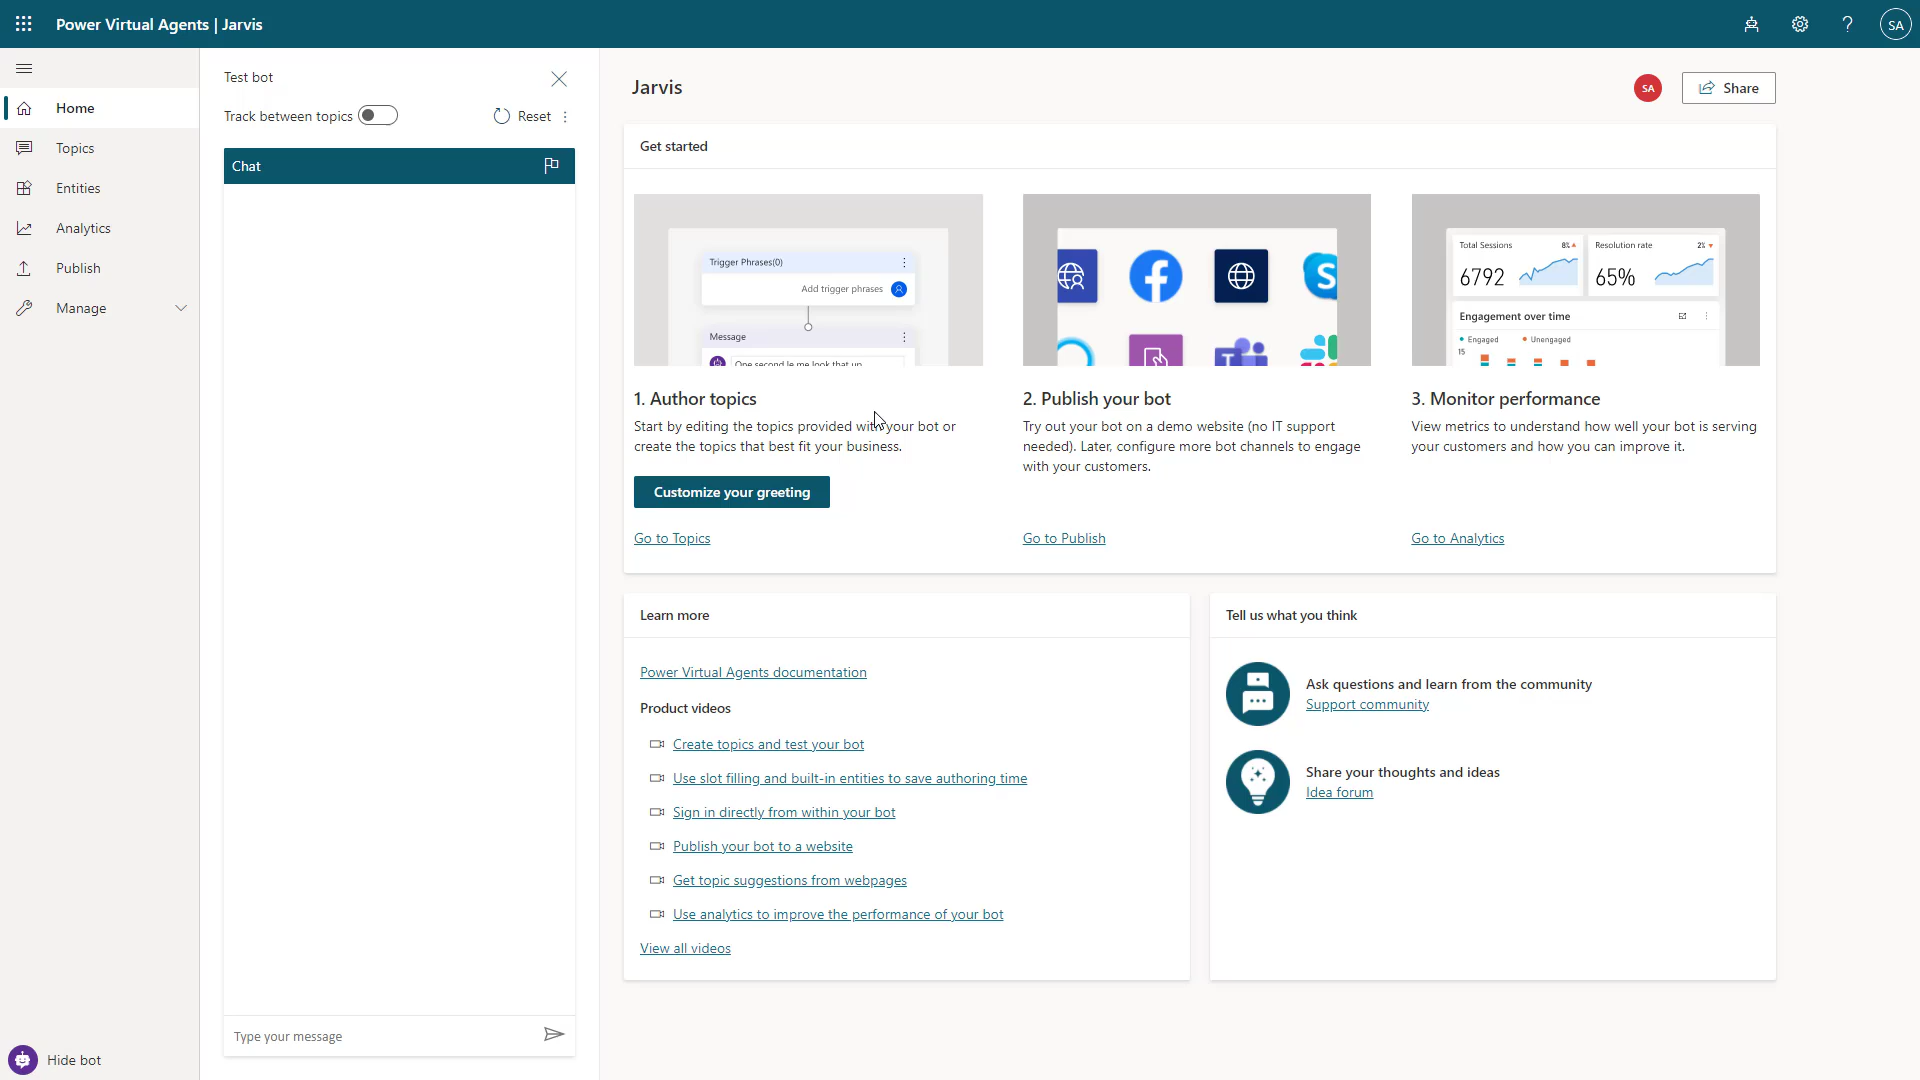 Power Virtual Agents | Jarvis
SA
Home
Topics
Entities
Analytics
Publish
Manage
Hide bot
Test bot
Track between topics
Reset
Chat
Type your message
Jarvis
SA
Share
Get started
Trigger Phrases(0)
Add trigger phrases
Message
One second le me look that up
1. Author topics
Start by editing the topics provided with your bot or
create the topics that best fit your business.
Customize your greeting
Go to Topics
2. Publish your bot
Try out your bot on a demo website (no IT support
needed). Later, configure more bot channels to engage
with your customers.
Go to Publish
Total Sessions
8%
6792
Resolution rate
2%
65%
Engagement over time
Engaged
Unengaged
15
3. Monitor performance
View metrics to understand how well your bot is serving
your customers and how you can improve it.
Go to Analytics
Learn more
Power Virtual Agents documentation
Product videos
Create topics and test your bot
Use slot filling and built-in entities to save authoring time
Sign in directly from within your bot
Publish your bot to a website
Get topic suggestions from webpages
Use analytics to improve the performance of your bot
View all videos
Tell us what you think
Ask questions and learn from the community
Support community
Share your thoughts and ideas
Idea forum